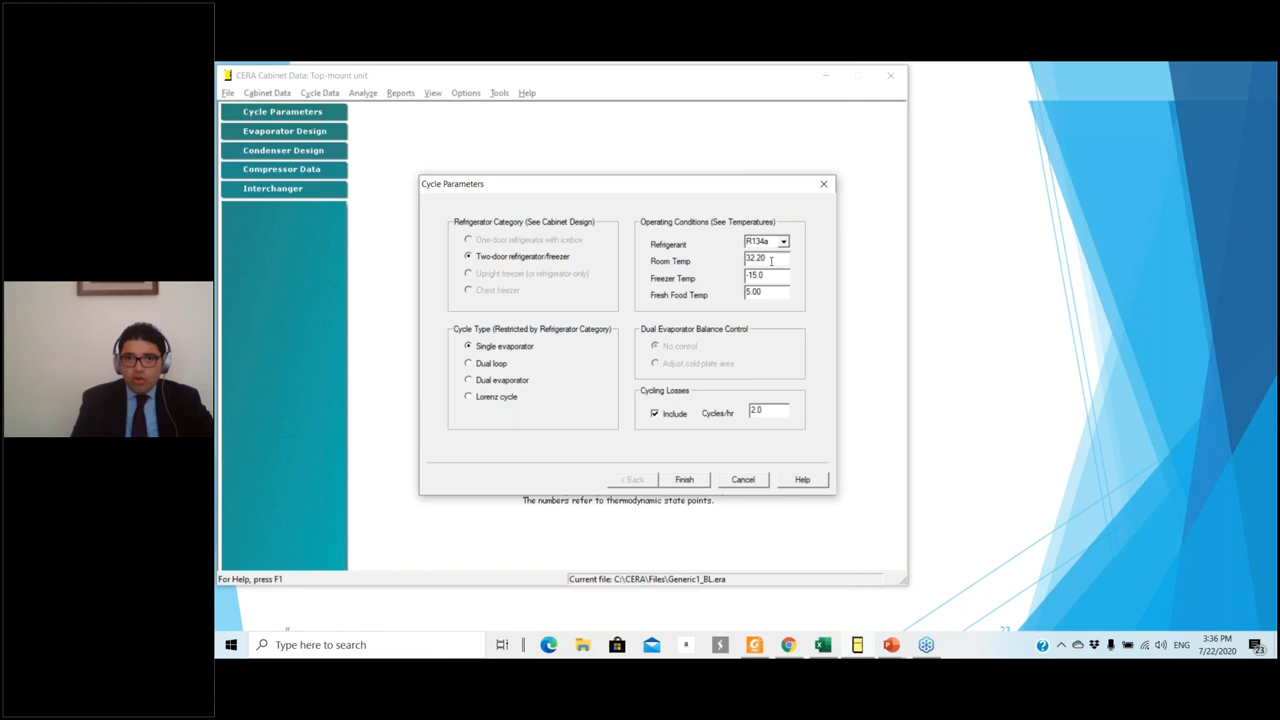 CERA Cabinet Data: Top-mount unit
File Cabinet Data Cycle Data Analyze Reports View Options Tools Help
Cycle Parameters
Evaporator Design
Condenser Design
Compressor Data
Interchanger
Cycle Parameters
Refrigerator Category (See Cabinet Design)
One-door refrigerator with icebox
Two-door refrigerator/freezer
Upright freezer (or refrigerator-only)
Chest freezer
Operating Conditions (See Temperatures)
Refrigerant R134a
Room Temp 32.20
Freezer Temp -15.0
Fresh Food Temp 5.00
Cycle Type (Restricted by Refrigerator Category)
Single evaporator
Dual loop
Dual evaporator
Lorenz cycle
Dual Evaporator Balance Control
No control
Adjust cold-plate area
Cycling Losses
Include Cycles/hr 2.0
< Back Finish Cancel Help
The numbers refer to thermodynamic state points.
For Help, press F1
Current file: C:\CERA\Files\Generic1_BL.era
Type here to search
ENG
3:36 PM
7/22/2020
23